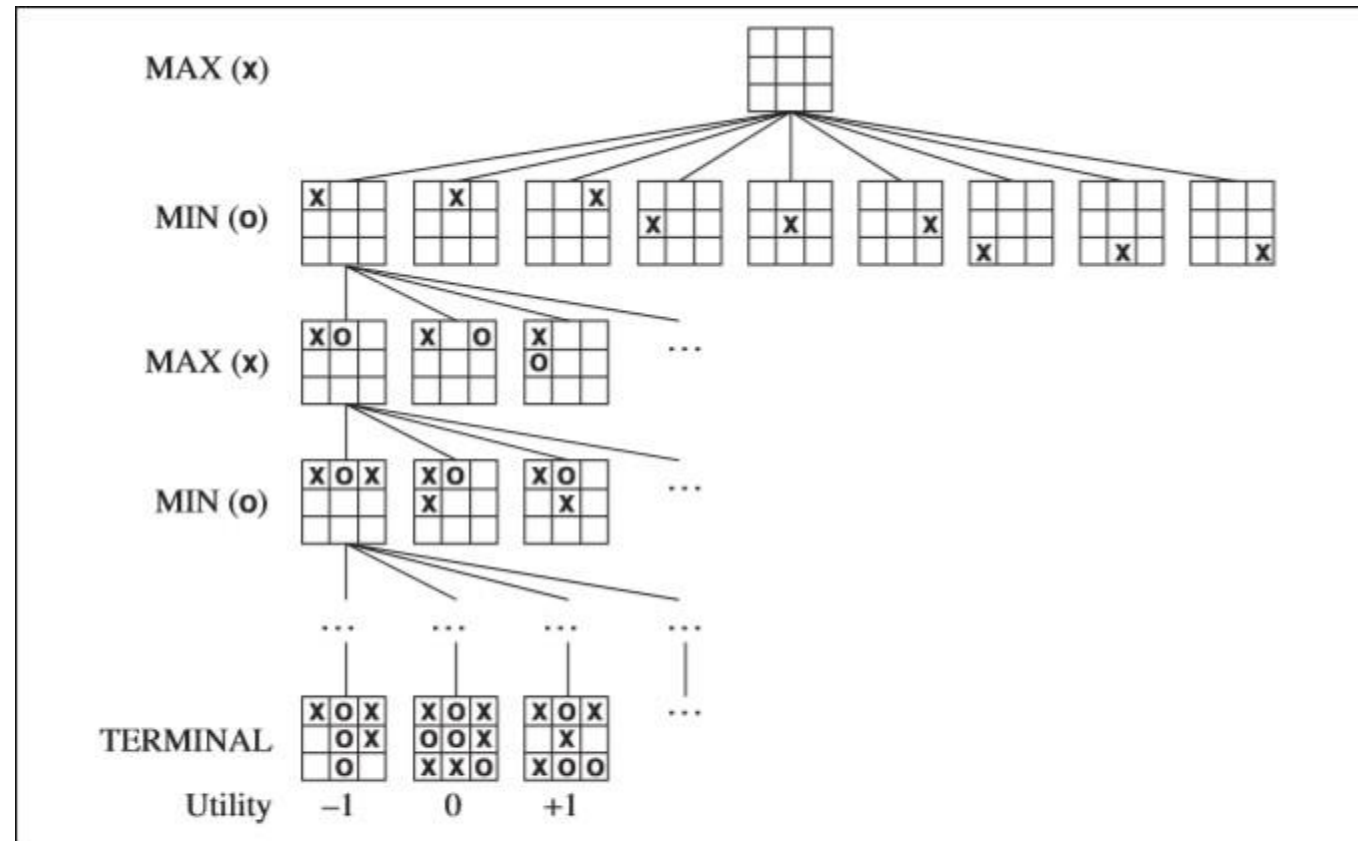 MAX (x)
MIN (o)
X X X X X X X X X
MAX (x)
X O X O X ...
O
MIN (o)
X O X X O X O ...
X X
... ... ... ...
TERMINAL
X O X X O X X O X ...
O X O O X X
O X X O X O O
Utility −1 0 +1